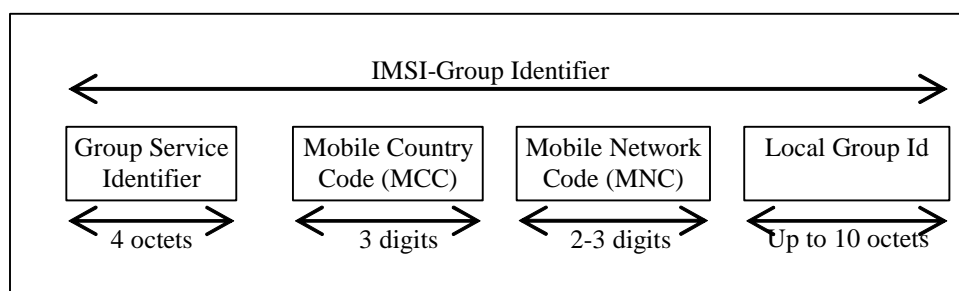 IMSI-Group Identifier
Group Service
Identifier
Mobile Country
Code (MCC)
Mobile Network
Code (MNC)
Local Group Id
4 octets
3 digits
2-3 digits
Up to 10 octets